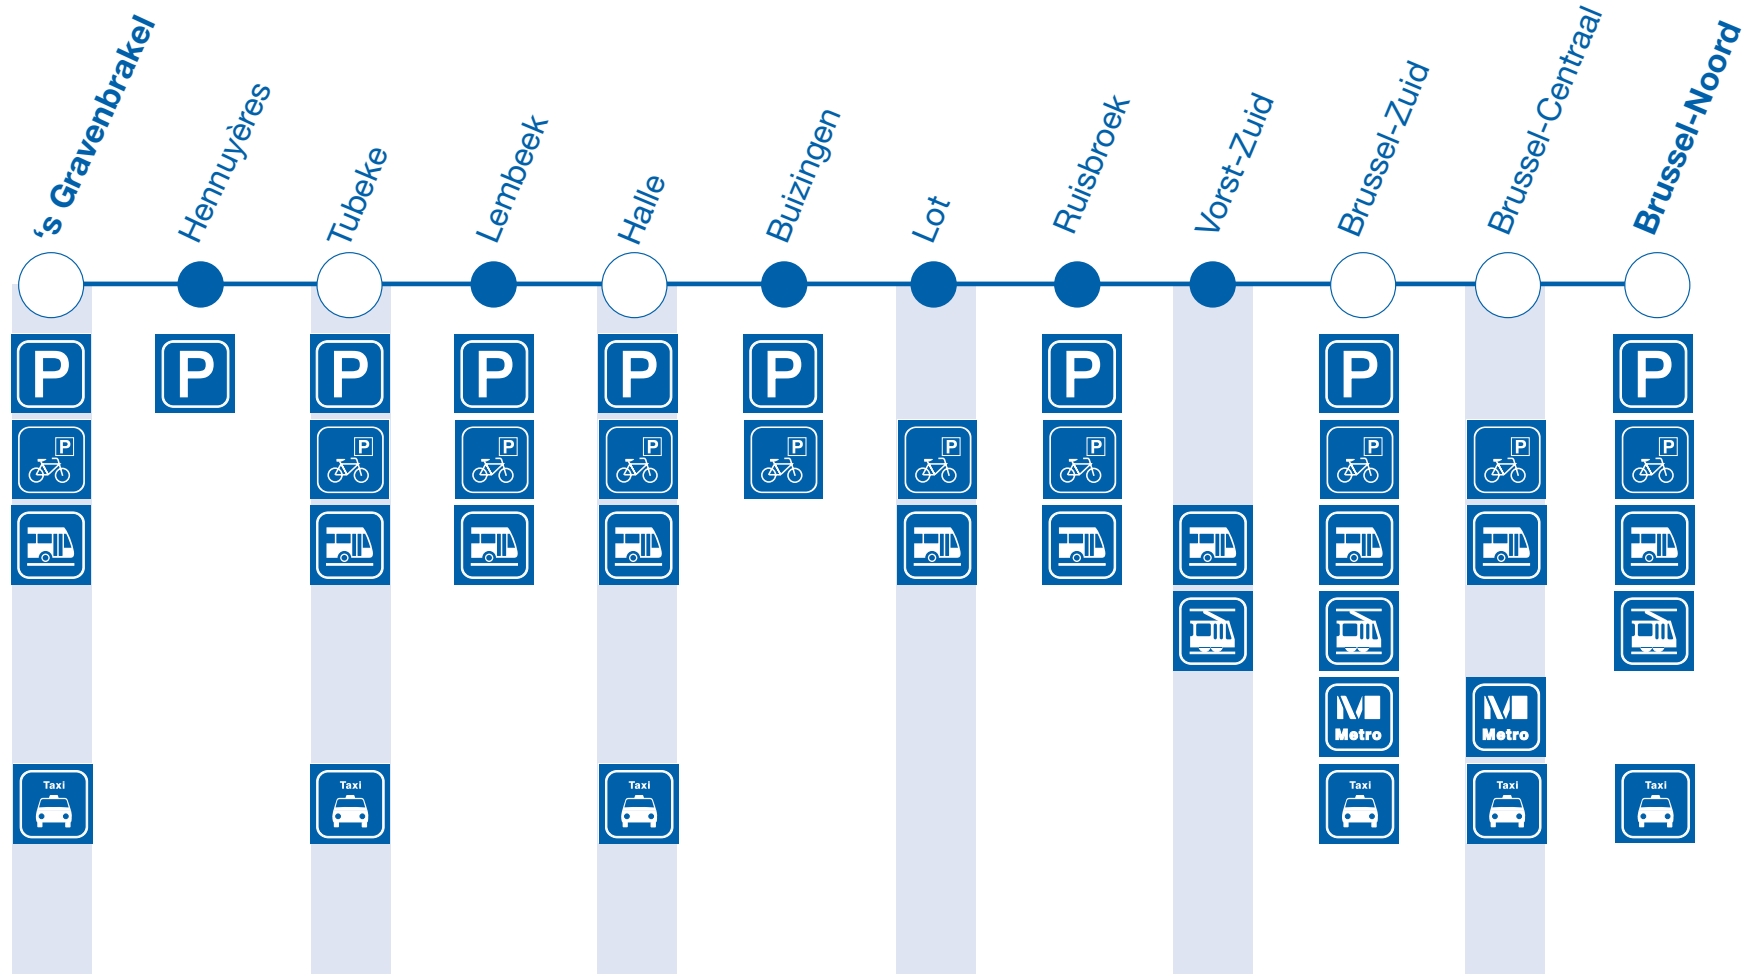 ‘s Gravenbrakel
Hennuyères
Tubeke
Lembeek
Halle
Buizingen
Lot
Ruisbroek
Vorst-Zuid
Brussel-Zuid
Brussel-Centraal
Brussel-Noord
P P P P P P P P P
P P P P P P P P P P
M M
Metro Metro
Taxi Taxi Taxi Taxi Taxi Taxi